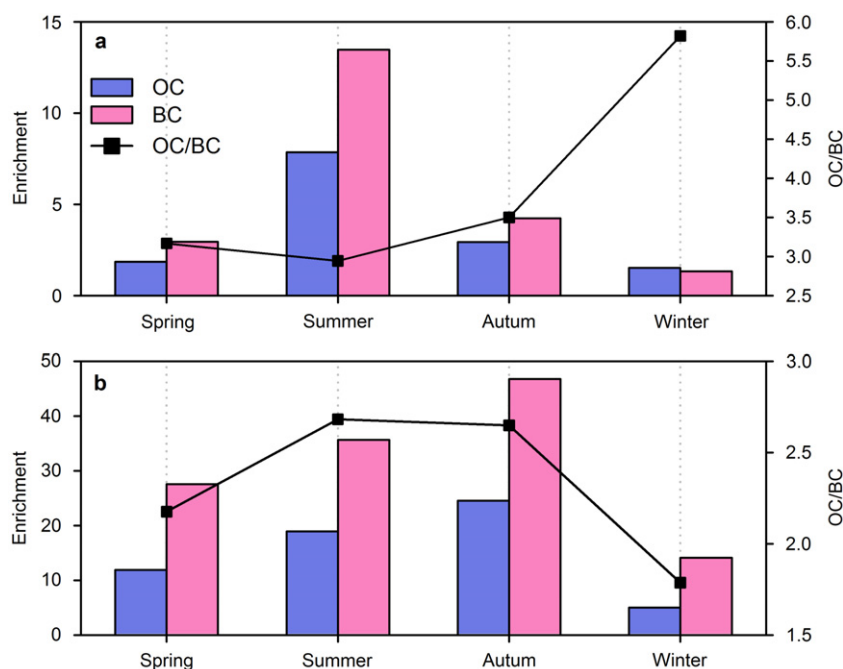 a
15
10
5
0
Enrichment
OC
BC
OC/BC
6.0
5.5
5.0
4.5
4.0
3.5
3.0
2.5
OC/BC
Spring Summer Autum Winter
b
50
40
30
20
10
0
Enrichment
3.0
2.5
2.0
1.5
OC/BC
Spring Summer Autum Winter